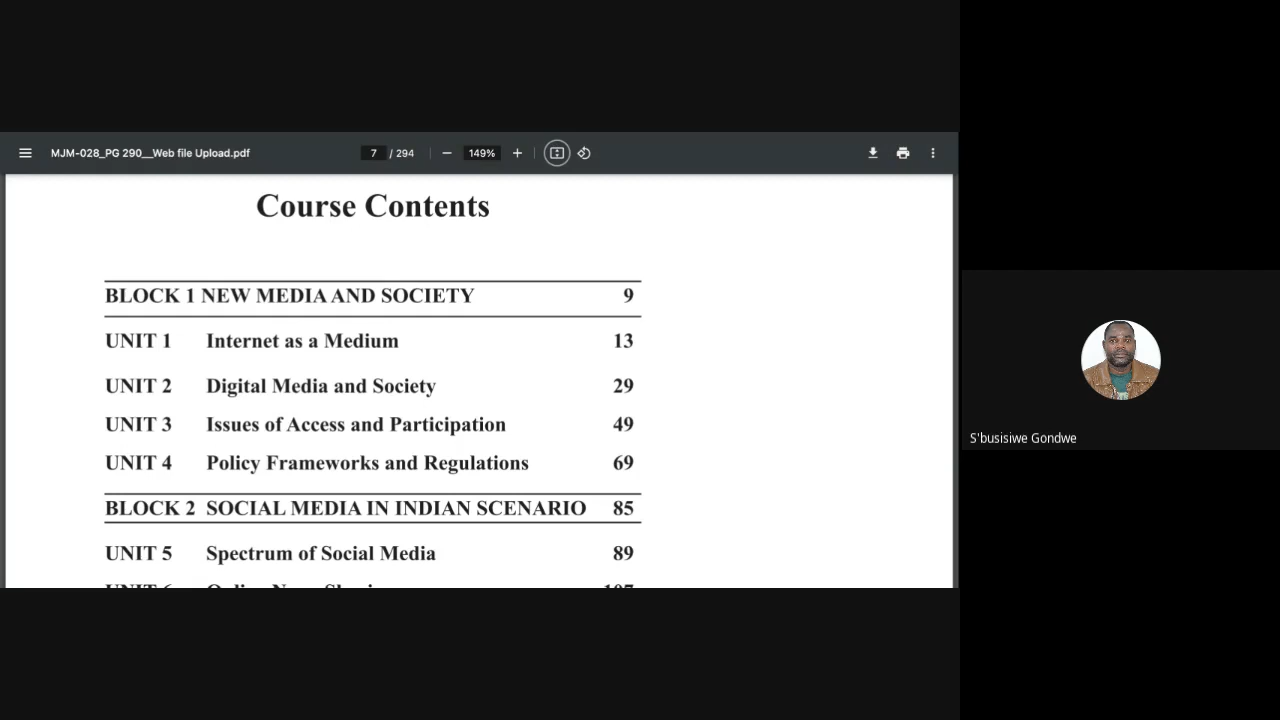 MJM-028_PG 290__Web file Upload.pdf 7 / 294 149%
Course Contents
BLOCK 1 NEW MEDIA AND SOCIETY 9
UNIT 1 Internet as a Medium 13
UNIT 2 Digital Media and Society 29
UNIT 3 Issues of Access and Participation 49
UNIT 4 Policy Frameworks and Regulations 69
BLOCK 2 SOCIAL MEDIA IN INDIAN SCENARIO 85
UNIT 5 Spectrum of Social Media 89
S'busisiwe Gondwe